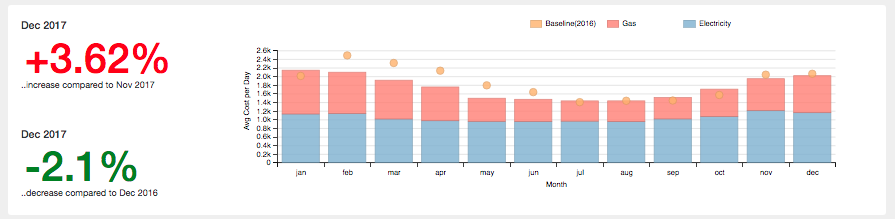 Dec 2017
+3.62%
..increase compared to Nov 2017
Dec 2017
-2.1%
..decrease compared to Dec 2016
Baseline(2016) Gas Electricity
Avg Cost per Day
2.6k
2.4k
2.2k
2.0k
1.8k
1.6k
1.4k
1.2k
1.0k
0.8k
0.6k
0.4k
0.2k
0
jan feb mar apr may jun jul aug sep oct nov dec
Month